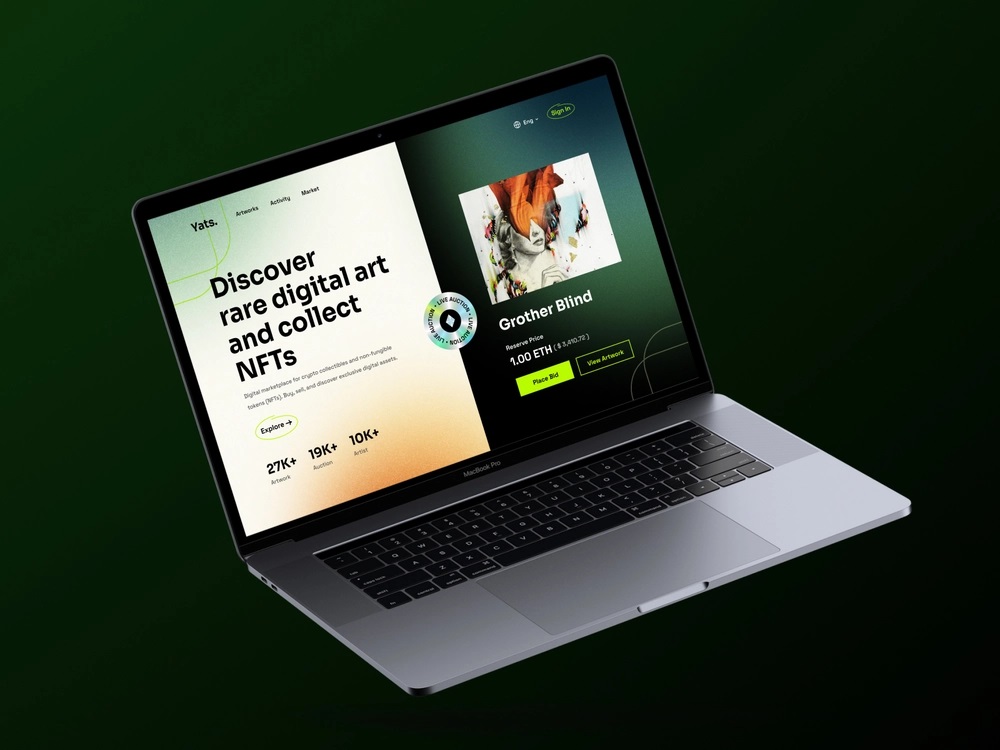 Yats.
Artworks
Activity
Market
Eng
Sign In
Discover
rare digital art
and collect
NFTs
Digital marketplace for crypto collectibles and non-fungible
tokens (NFTs). Buy, sell, and discover exclusive digital assets.
Explore →
27K+
Artwork
19K+
Auction
10K+
Artist
LIVE AUCTION • LIVE AUCTION • LIVE AUCTION •
Grother Blind
Reserve Price
1.00 ETH ( $ 3,410.72 )
Place Bid
View Artwork
MacBook Pro